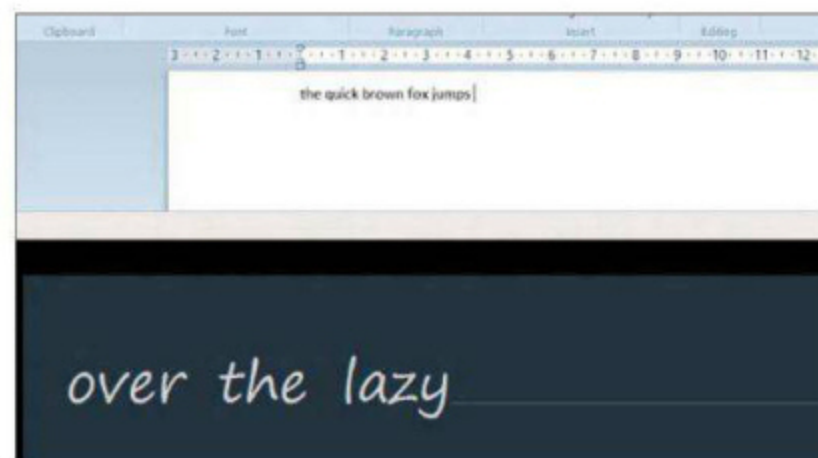 Clipboard Font Paragraph Insert Editing
3 2 1 1 2 3 4 5 6 7 8 9 10 11 12
the quick brown fox jumps
over the lazy